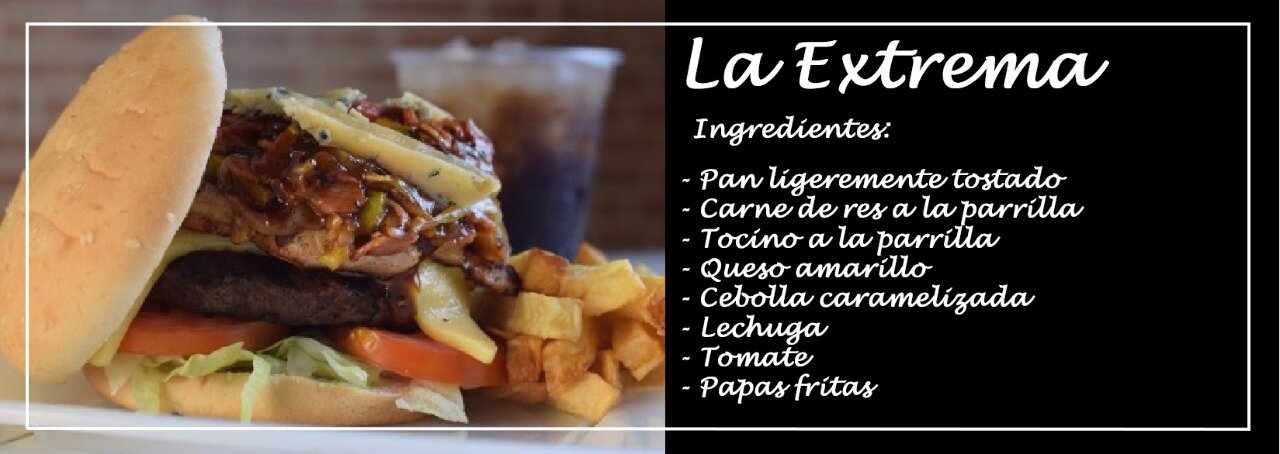 La Extrema
Ingredientes:
- Pan ligeremente tostado
- Carne de res a la parrilla
- Tocino a la parrilla
- Queso amarillo
- Cebolla caramelizada
- Lechuga
- Tomate
- Papas fritas